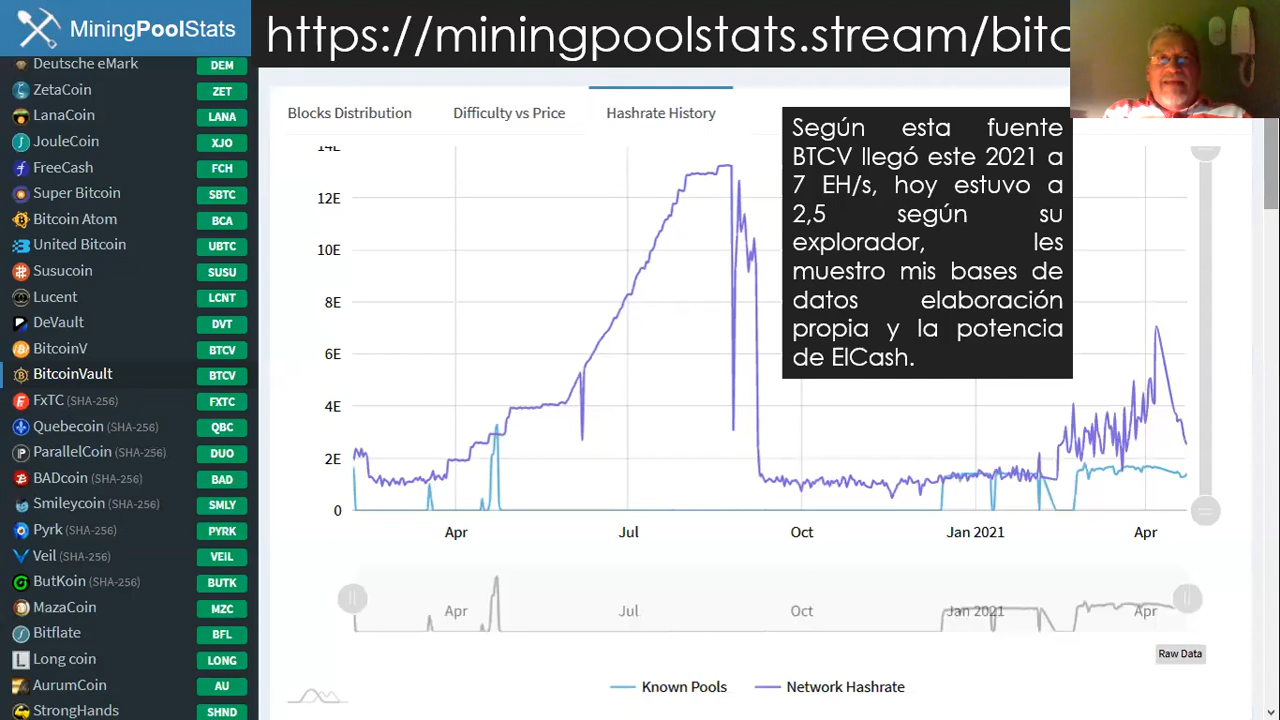 MiningPoolStats
https://miningpoolstats.stream/bitc
Deutsche eMark DEM
ZetaCoin ZET
LanaCoin LANA
JouleCoin XJO
FreeCash FCH
Super Bitcoin SBTC
Bitcoin Atom BCA
United Bitcoin UBTC
Susucoin SUSU
Lucent LCNT
DeVault DVT
BitcoinV BTCV
BitcoinVault BTCV
FxTC (SHA-256) FXTC
Quebecoin (SHA-256) QBC
ParallelCoin (SHA-256) DUO
BADcoin (SHA-256) BAD
Smileycoin (SHA-256) SMLY
Pyrk (SHA-256) PYRK
Veil (SHA-256) VEIL
ButKoin (SHA-256) BUTK
MazaCoin MZC
Bitflate BFL
Long coin LONG
AurumCoin AU
StrongHands SHND
Blocks Distribution Difficulty vs Price Hashrate History
Según esta fuente
BTCV llegó este 2021 a
7 EH/s, hoy estuvo a
2,5 según su
explorador, les
muestro mis bases de
datos elaboración
propia y la potencia
de ElCash.
14E
12E
10E
8E
6E
4E
2E
0
Apr Jul Oct Jan 2021 Apr
Apr Jul Oct Jan 2021 Apr
Raw Data
Known Pools Network Hashrate